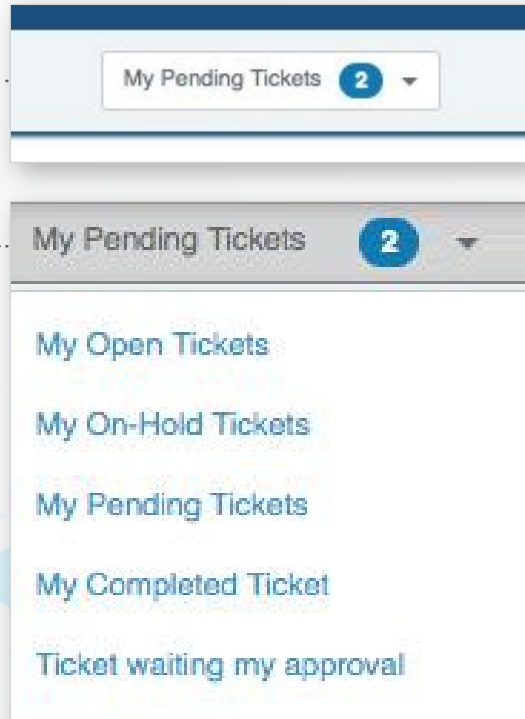 My Pending Tickets 2
My Pending Tickets 2
My Open Tickets
My On-Hold Tickets
My Pending Tickets
My Completed Ticket
Ticket waiting my approval